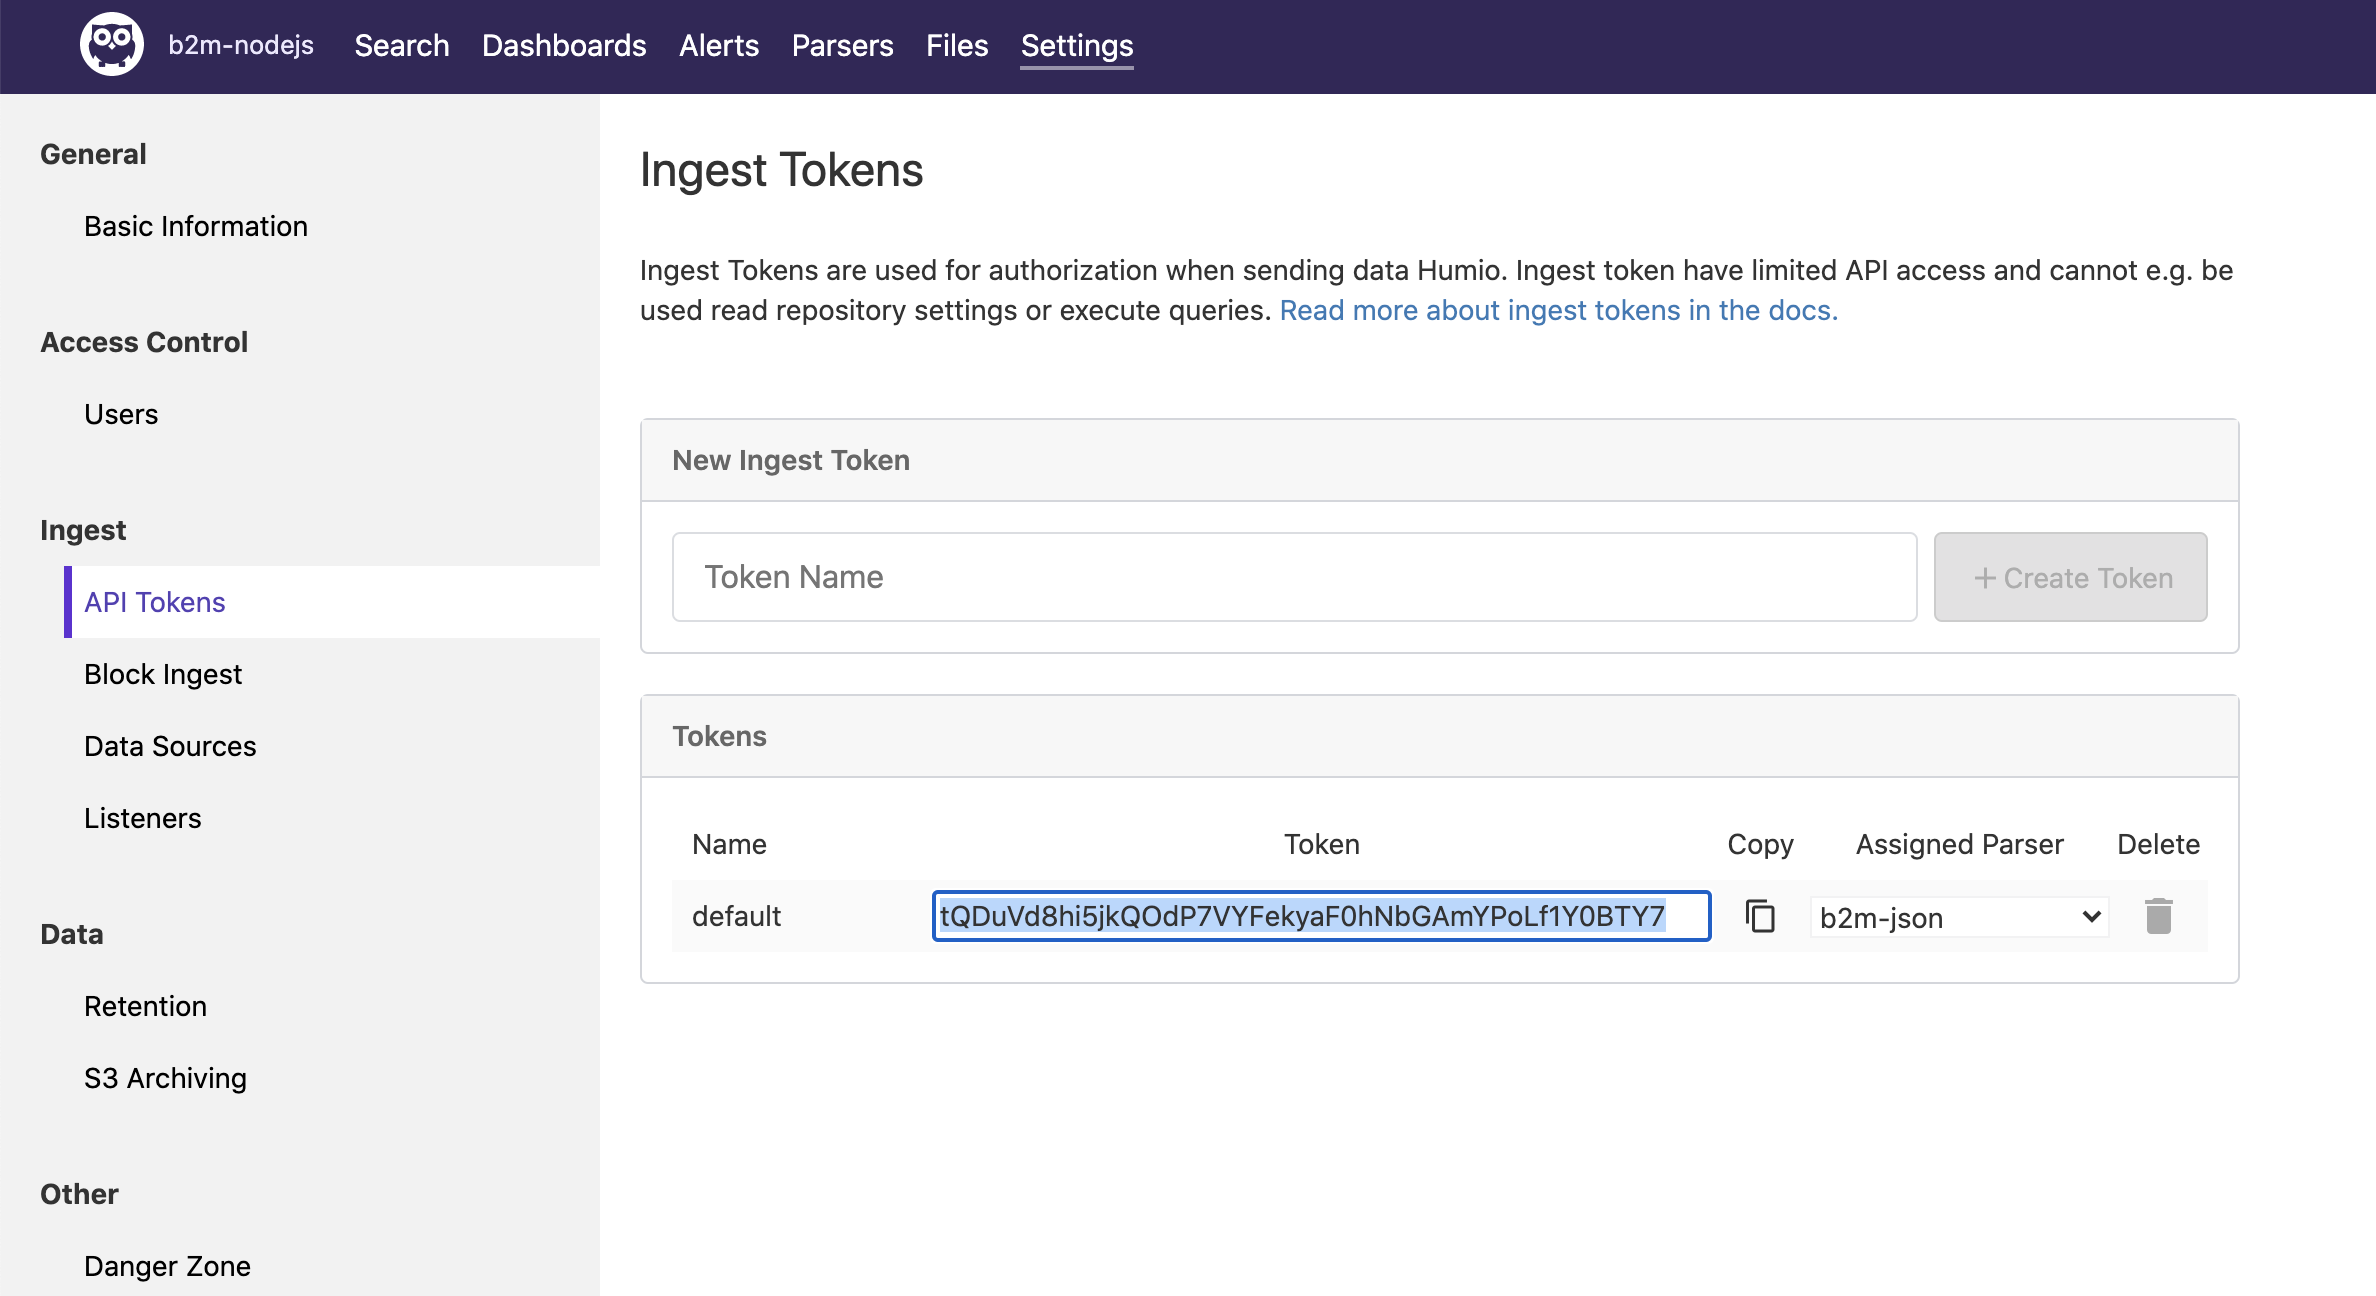 b2m-nodejs Search Dashboards Alerts Parsers Files Settings
General
Basic Information
Access Control
Users
Ingest
API Tokens
Block Ingest
Data Sources
Listeners
Data
Retention
S3 Archiving
Other
Danger Zone
Ingest Tokens
Ingest Tokens are used for authorization when sending data Humio. Ingest token have limited API access and cannot e.g. be
used read repository settings or execute queries. Read more about ingest tokens in the docs.
New Ingest Token
Token Name + Create Token
Tokens
Name Token Copy Assigned Parser Delete
default tQDuVd8hi5jkQOdP7VYFekyaF0hNbGAmYPoLf1Y0BTY7 b2m-json